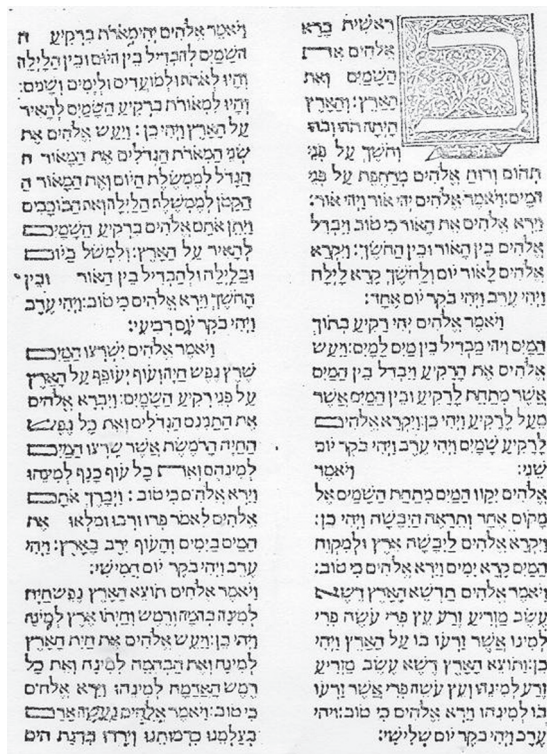 ב
ראשית ברא
אלהים את
השמים ואת
הארץ: והארץ
היתה תהו ובהו
וחשך על פני
תהום ורוח אלהים מרחפת על פני
המים: ויאמר אלהים יהי אור ויהי אור:
וירא אלהים את האור כי טוב ויבדל
אלהים בין האור ובין החשך: ויקרא
אלהים לאור יום ולחשך קרא לילה
ויהי ערב ויהי בקר יום אחד:
ויאמר אלהים יהי רקיע בתוך
המים ויהי מבדיל בין מים למים: ויעש
אלהים את הרקיע ויבדל בין המים
אשר מתחת לרקיע ובין המים אשר
מעל לרקיע ויהי כן: ויקרא אלהים
לרקיע שמים ויהי ערב ויהי בקר יום
שני: ויאמר
אלהים יקוו המים מתחת השמים אל
מקום אחד ותראה היבשה ויהי כן:
ויקרא אלהים ליבשה ארץ ולמקוה
המים קרא ימים וירא אלהים כי טוב:
ויאמר אלהים תדשא הארץ דשא
עשב מזריע זרע עץ פרי עשה פרי
למינו אשר זרעו בו על הארץ ויהי
כן: ותוצא הארץ דשא עשב מזריע
זרע למינהו ועץ עשה פרי אשר זרעו
בו למינהו וירא אלהים כי טוב: ויהי
ערב ויהי בקר יום שלישי:
ויאמר אלהים יהי מארת ברקיע ה
השמים להבדיל בין היום ובין הלילה
והיו לאתת ולמועדים ולימים ושנים:
והיו למאורת ברקיע השמים להאיר
על הארץ ויהי כן: ויעש אלהים את
שני המארת הגדלים את המאור ה
הגדל לממשלת היום ואת המאור ה
הקטן לממשלת הלילה ואת הכוכבים
ויתן אתם אלהים ברקיע השמים
להאיר על הארץ: ולמשל ביום
ובלילה ולהבדיל בין האור ובין
החשך וירא אלהים כי טוב: ויהי ערב
ויהי בקר יום רביעי:
ויאמר אלהים ישרצו המים
שרץ נפש חיה ועוף יעופף על הארץ
על פני רקיע השמים: ויברא אלהים
את התנינם הגדלים ואת כל נפש
החיה הרמשת אשר שרצו המים
למינהם ואת כל עוף כנף למינהו
וירא אלהים כי טוב: ויברך אתם
אלהים לאמר פרו ורבו ומלאו את
המים בימים והעוף ירב בארץ: ויהי
ערב ויהי בקר יום חמישי:
ויאמר אלהים תוצא הארץ נפש חיה
למינה בהמה ורמש וחיתו ארץ למינה
ויהי כן: ויעש אלהים את חית הארץ
למינה ואת הבהמה למינה ואת כל
רמש האדמה למינהו וירא אלהים
כי טוב: ויאמר אלהים נעשה אדם
בצלמנו כדמותנו וירדו בדגת הים